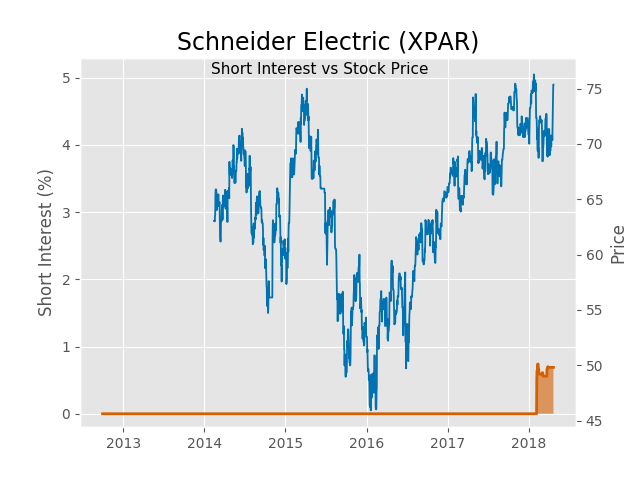 Schneider Electric (XPAR)
Short Interest vs Stock Price
Short Interest (%)
5
4
3
2
1
0
75
70
65
60
55
50
45
Price
2013 2014 2015 2016 2017 2018